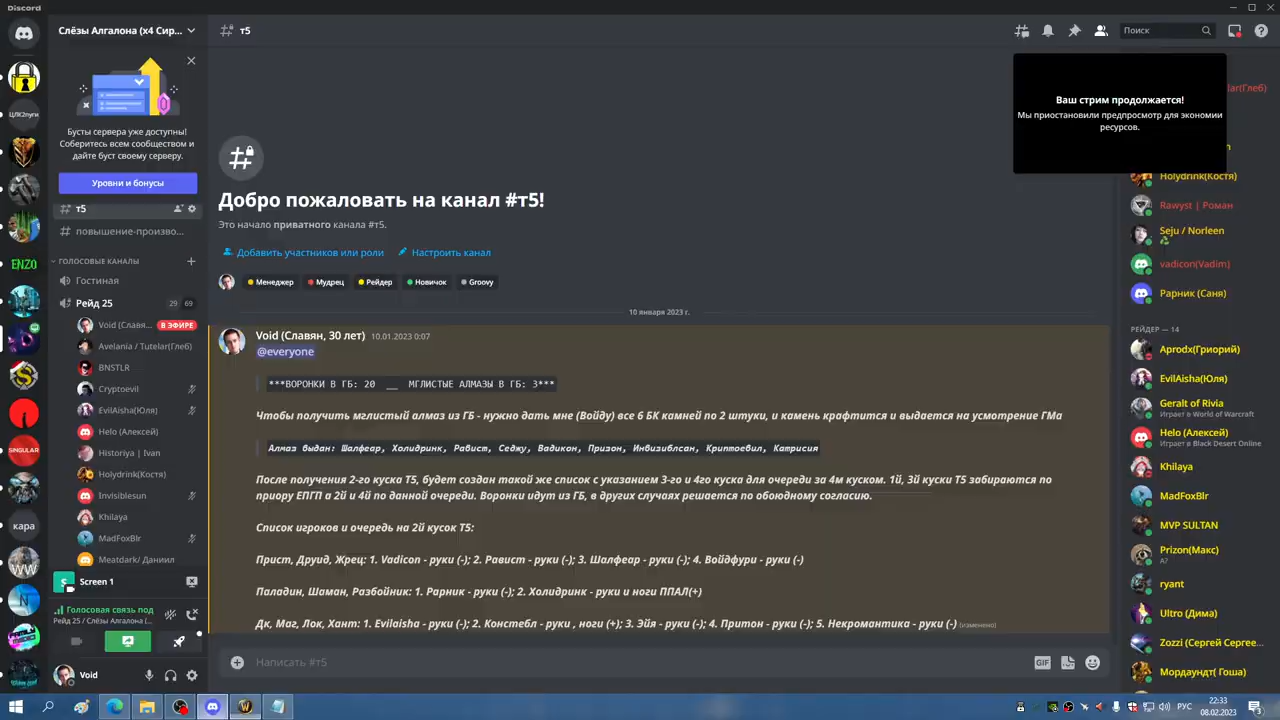 Discord
Слёзы Алгалона (x4 Сир...
т5
Поиск
Бусты сервера уже доступны!
Соберитесь всем сообществом и
дайте буст своему серверу.
Уровни и бонусы
т5
повышение-произво...
ГОЛОСОВЫЕ КАНАЛЫ
Гостиная
Рейд 25
29 69
Void (Славя... В ЭФИРЕ
Avelania / Tutelar(Глеб)
BNSTLR
Cryptoevil
EvilAisha(Юля)
Helo (Алексей)
Historiya | Ivan
Holydrink(Костя)
Invisiblesun
Khilaya
MadFoxBlr
Meatdark/ Даниил
Screen 1
Голосовая связь под
Рейд 25 / Слёзы Алгалона (...
Void
ЦЛК2пуги
ENZO
SINGULAR
кара
WW
Добро пожаловать на канал #т5!
Это начало приватного канала #т5.
Добавить участников или роли
Настроить канал
Менеджер
Мудрец
Рейдер
Новичок
Groovy
10 января 2023 г.
Void (Славян, 30 лет) 10.01.2023 0:07
@everyone
***ВОРОНКИ В ГБ: 20 __ МГЛИСТЫЕ АЛМАЗЫ В ГБ: 3***
Чтобы получить мглистый алмаз из ГБ - нужно дать мне (Войду) все 6 БК камней по 2 штуки, и камень крафтится и выдается на усмотрение ГМа
Алмаз выдан: Шалфеар, Холидринк, Равист, Сежу, Вадикон, Призон, Инвизиблсан, Криптоевил, Катрисия
После получения 2-го куска Т5, будет создан такой же список с указанием 3-го и 4го куска для очереди за 4м куском. 1й, 3й куски Т5 забираются по
приору ЕПГП а 2й и 4й по данной очереди. Воронки идут из ГБ, в других случаях решается по обоюдному согласию.
Список игроков и очередь на 2й кусок Т5:
Прист, Друид, Жрец: 1. Vadicon - руки (-); 2. Равист - руки (-); 3. Шалфеар - руки (-); 4. Войдфури - руки (-)
Паладин, Шаман, Разбойник: 1. Рарник - руки (-); 2. Холидринк - руки и ноги ППАЛ(+)
Дк, Маг, Лок, Хант: 1. Evilaisha - руки (-); 2. Констебл - руки , ноги (+); 3. Эйя - руки (-); 4. Притон - руки (-); 5. Некромантика - руки (-) (изменено)
Написать #т5
GIF
Ваш стрим продолжается!
Мы приостановили предпросмотр для экономии
ресурсов.
lar(Глеб)
Holydrink(Костя)
Rawyst | Роман
Seju / Norleen
vadicon(Vadim)
Рарник (Саня)
РЕЙДЕР — 14
Aprodx(Григорий)
EvilAisha(Юля)
Geralt of Rivia
Играет в World of Warcraft
Helo (Алексей)
Играет в Black Desert Online
Khilaya
MadFoxBlr
MVP SULTAN
Prizon(Макс)
A?
ryant
Ultro (Дима)
Zozzi (Сергей Сергее...
Мордаундт( Гоша)
РУС
22:33
08.02.2023
3